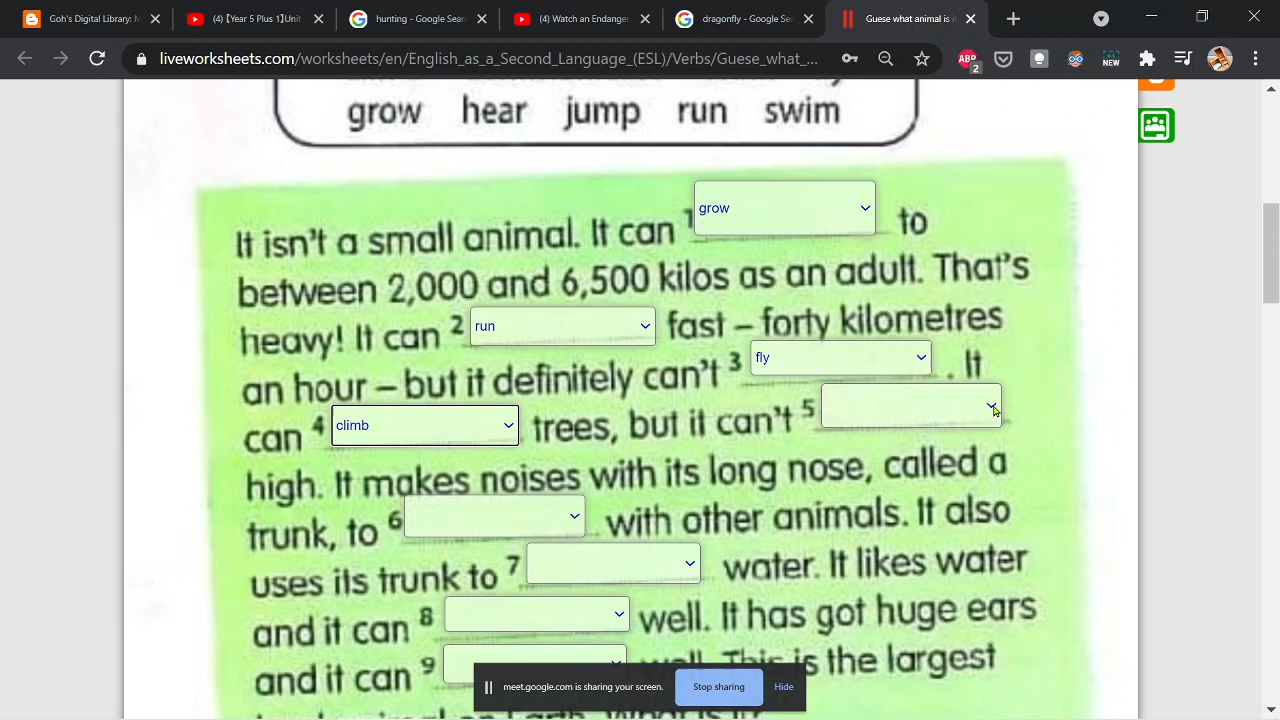 Goh's Digital Library: M
(4) [Year 5 Plus 1]Unit
hunting - Google Se
(4) Watch an Endanger
dragonfly - Google Se
Guess what animal is i
liveworksheets.com/worksheets/en/English_as_a_Second_Language_(ESL)/Verbs/Guese_what_...
ABP
2
NEW
grow hear jump run swim
It isn't a small animal. It can 1 grow to
between 2,000 and 6,500 kilos as an adult. That's
heavy! It can 2 run fast – forty kilometres
an hour – but it definitely can't 3 fly . It
can 4 climb trees, but it can't 5
high. It makes noises with its long nose, called a
trunk, to 6 with other animals. It also
uses its trunk to 7 water. It likes water
and it can 8 well. It has got huge ears
and it can 9 well. This is the largest
meet.google.com is sharing your screen.
Stop sharing
Hide